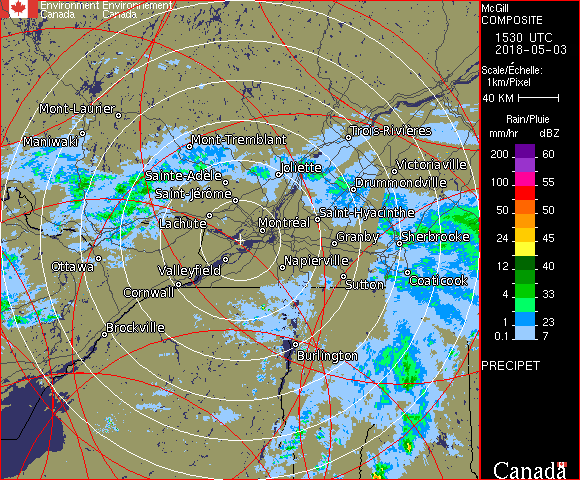 Environment Environnement
Canada Canada
McGill
COMPOSITE
1530 UTC
2018-05-03
Scale/Échelle:
1km/Pixel
40 KM
Rain/Pluie
mm/hr dBZ
200 60
100 55
50 50
24 45
12 40
4 33
1 23
0.1 7
PRECIPET
Canada
Mont-Laurier
Maniwaki
Mont-Tremblant
Trois-Rivières
Sainte-Adèle
Joliette
Victoriaville
Saint-Jérôme
Drummondville
Lachute
Montréal
Saint-Hyacinthe
Granby
Sherbrooke
Ottawa
Valleyfield
Napierville
Cornwall
Sutton
Coaticook
Brockville
Burlington